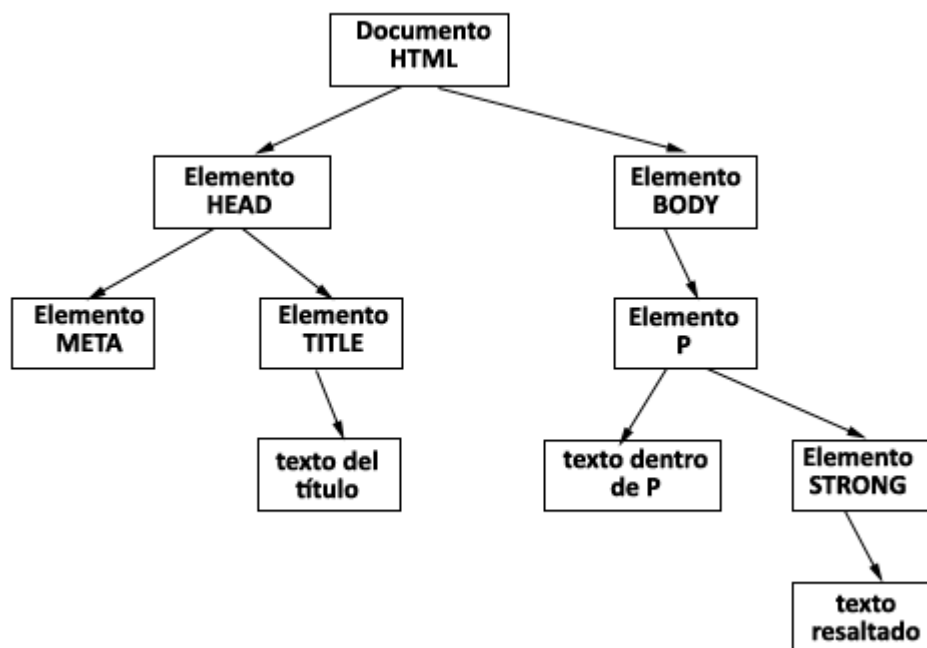 Documento
HTML
Elemento
HEAD
Elemento
BODY
Elemento
META
Elemento
TITLE
Elemento
P
texto del
título
texto dentro
de P
Elemento
STRONG
texto
resaltado